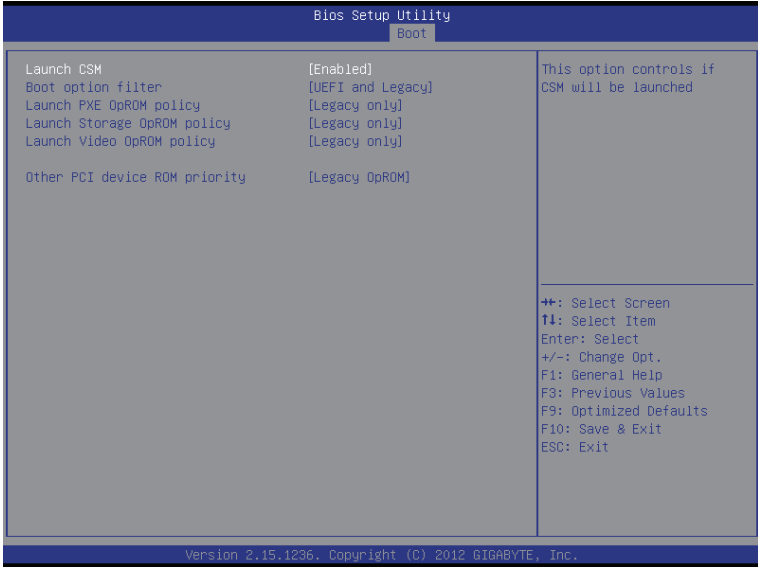 Bios Setup Utility
Boot
Launch CSM [Enabled]
Boot option filter [UEFI and Legacy]
Launch PXE OpROM policy [Legacy only]
Launch Storage OpROM policy [Legacy only]
Launch Video OpROM policy [Legacy only]
Other PCI device ROM priority [Legacy OpROM]
This option controls if
CSM will be launched
→←: Select Screen
↑↓: Select Item
Enter: Select
+/-: Change Opt.
F1: General Help
F3: Previous Values
F9: Optimized Defaults
F10: Save & Exit
ESC: Exit
Version 2.15.1236. Copyright (C) 2012 GIGABYTE, Inc.